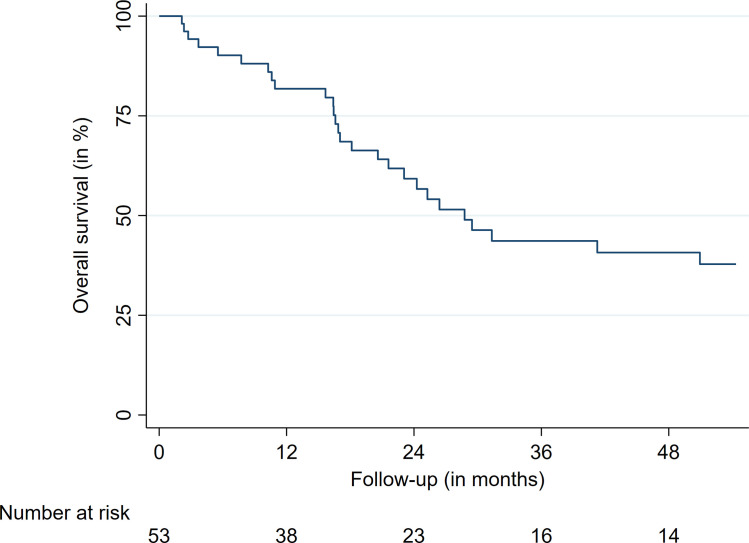 100
75
50
25
0
Overall survival (in %)
0 12 24 36 48
Follow-up (in months)
Number at risk
53 38 23 16 14